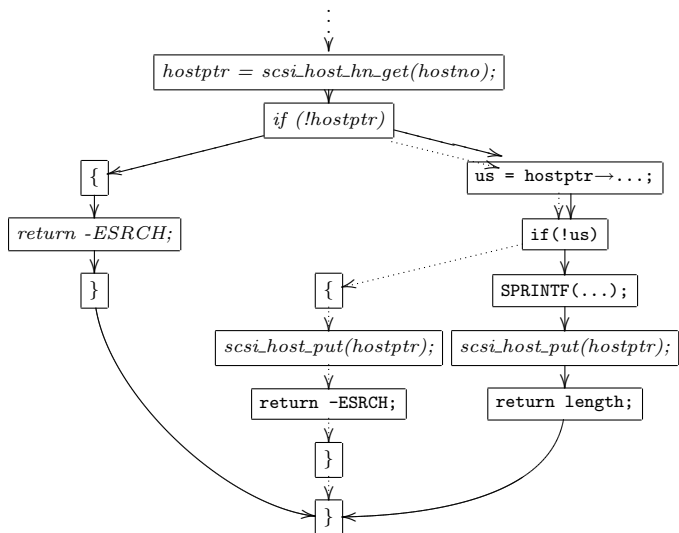 ⋮
hostptr = scsi_host_hn_get(hostno);
if (!hostptr)
{
us = hostptr→...;
return -ESRCH;
if(!us)
}
{
SPRINTF(...);
scsi_host_put(hostptr);
scsi_host_put(hostptr);
return -ESRCH;
return length;
}
}